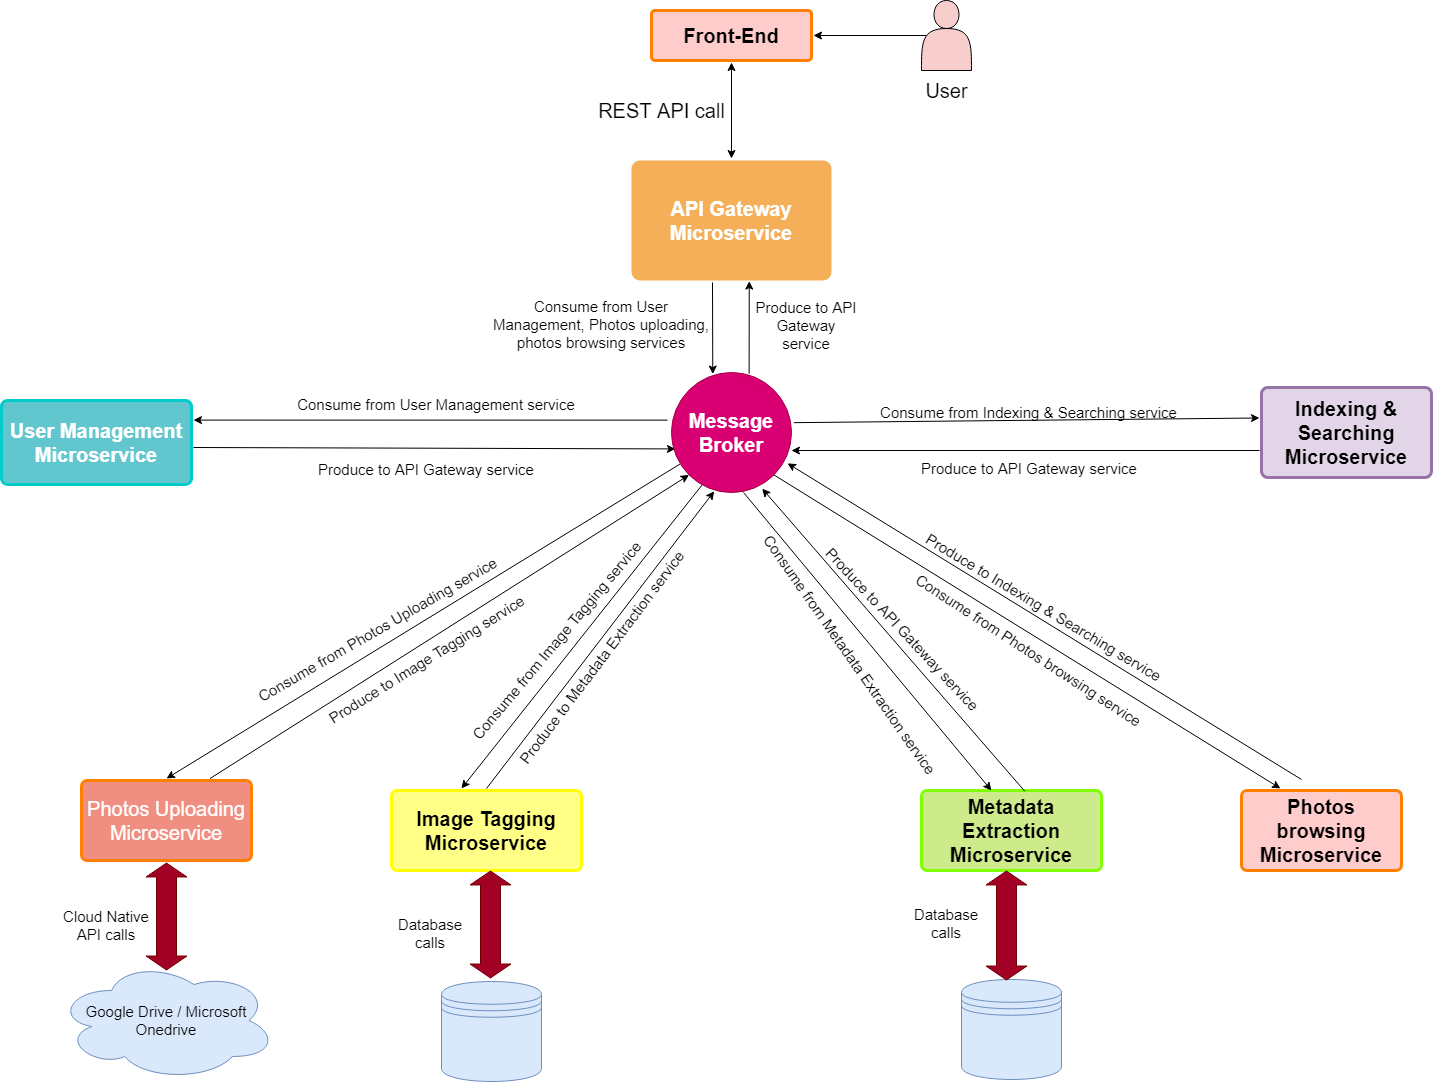 Front-End
User
REST API call
API Gateway
Microservice
Consume from User
Management, Photos uploading,
photos browsing services
Produce to API
Gateway
service
Message
Broker
Consume from User Management service
Produce to API Gateway service
User Management
Microservice
Consume from Indexing & Searching service
Produce to API Gateway service
Indexing &
Searching
Microservice
Consume from Photos Uploading service
Produce to Image Tagging service
Consume from Image Tagging service
Produce to Metadata Extraction service
Consume from Metadata Extraction service
Produce to API Gateway service
Produce to Indexing & Searching service
Consume from Photos browsing service
Photos Uploading
Microservice
Image Tagging
Microservice
Metadata
Extraction
Microservice
Photos
browsing
Microservice
Cloud Native
API calls
Database
calls
Database
calls
Google Drive / Microsoft
Onedrive